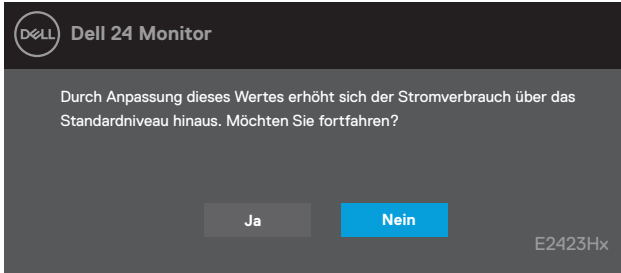 DELL
Dell 24 Monitor
Durch Anpassung dieses Wertes erhöht sich der Stromverbrauch über das
Standardniveau hinaus. Möchten Sie fortfahren?
Ja Nein
E2423Hx